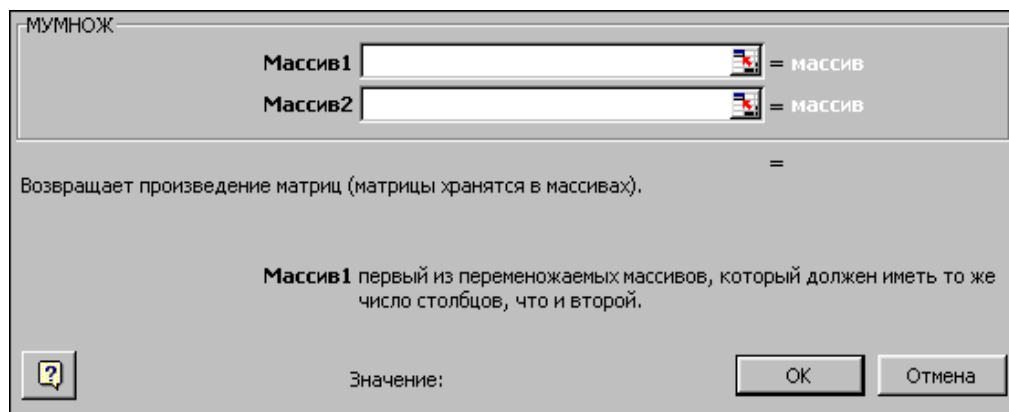 МУМНОЖ
Массив1 = массив
Массив2 = массив
=
Возвращает произведение матриц (матрицы хранятся в массивах).
Массив1 первый из переменожаемых массивов, который должен иметь то же
число столбцов, что и второй.
? Значение: ОК Отмена